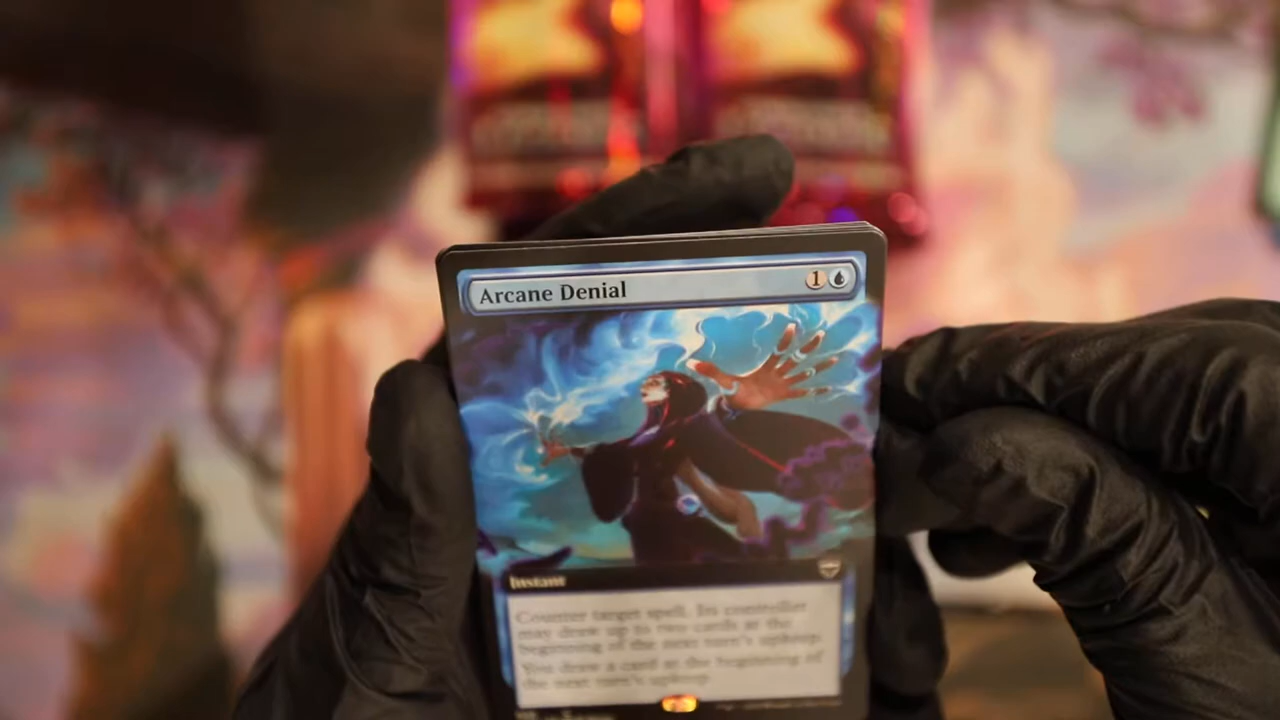 Arcane Denial
1
Instant
Counter target spell. Its controller
may draw up to two cards at the
beginning of the next turn's upkeep.
You draw a card at the beginning of
the next turn's upkeep.